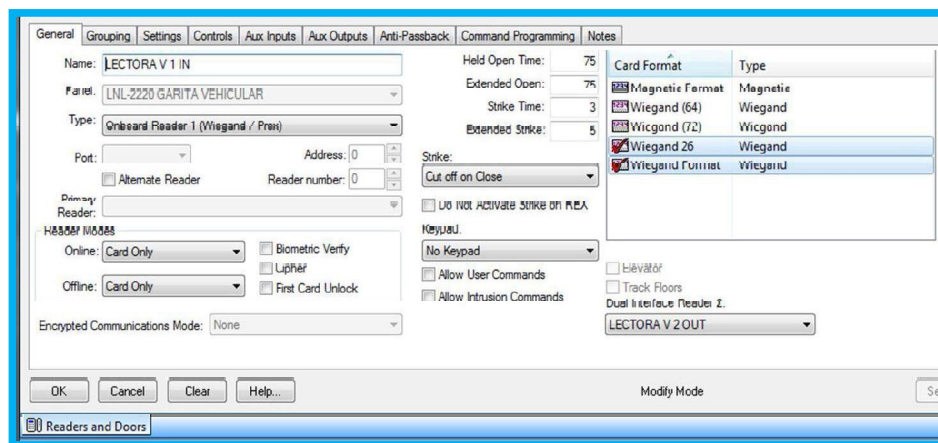 General Grouping Settings Controls Aux Inputs Aux Outputs Anti-Passback Command Programming Notes
Name: LECTORA V 1 IN
Panel: LNL-2220 GARITA VEHICULAR
Type: Onboard Reader 1 (Wiegand / Prox)
Port: Address: 0
Alternate Reader Reader number: 0
Primary
Reader:
Reader Modes
Online: Card Only
Biometric Verify
Cipher
Offline: Card Only
First Card Unlock
Encrypted Communications Mode: None
Held Open Time: 75
Extended Open: 75
Strike Time: 3
Extended Strike: 5
Strike:
Cut off on Close
Do Not Activate Strike on REX
Keypad:
No Keypad
Allow User Commands
Allow Intrusion Commands
Card Format Type
Magnetic Format Magnetic
Wiegand (64) Wiegand
Wiegand (72) Wiegand
Wiegand 26 Wiegand
Wiegand Format Wiegand
Elevator
Track Floors
Dual Interface Reader 2:
LECTORA V 2 OUT
OK Cancel Clear Help...
Modify Mode
Readers and Doors